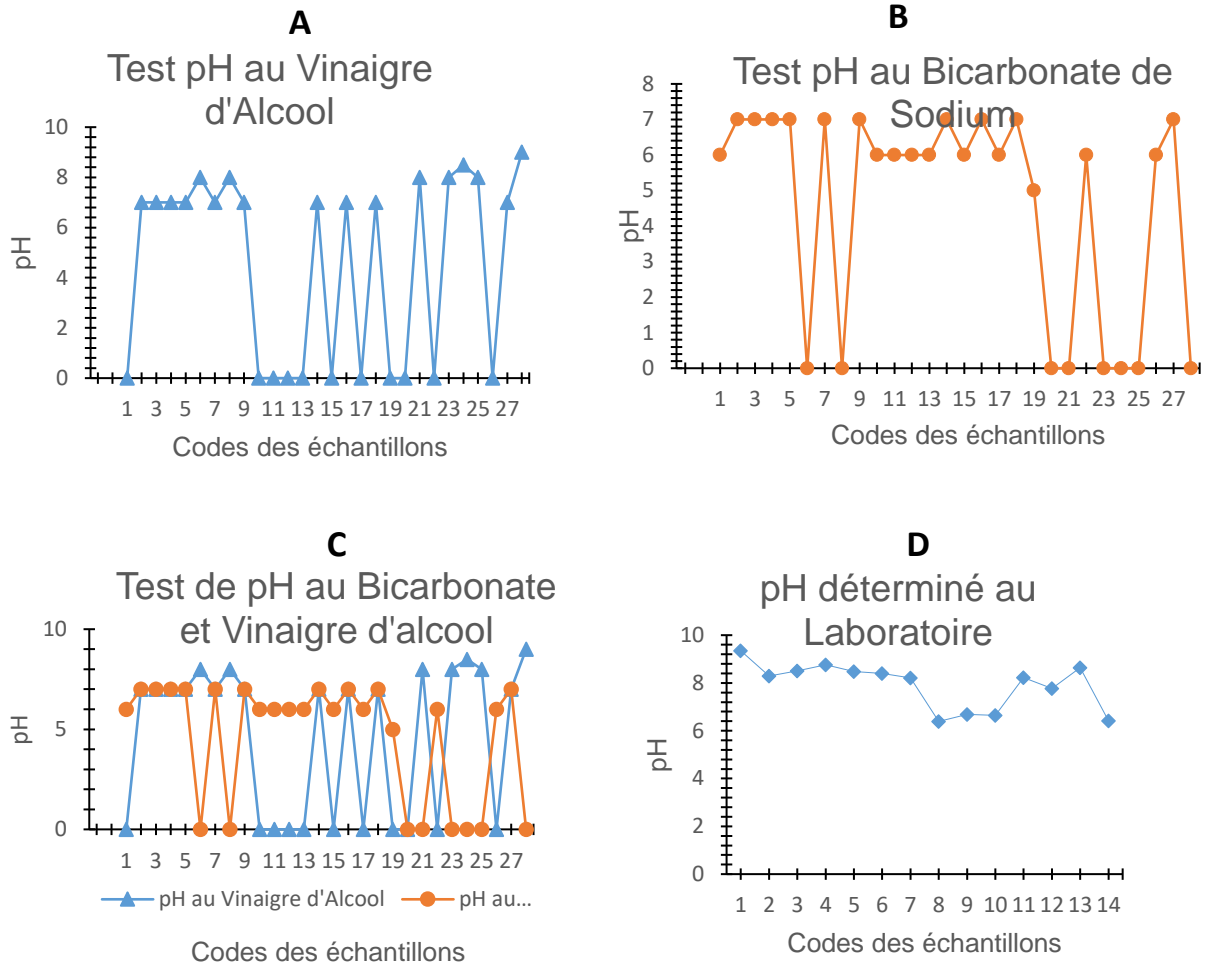 A
Test pH au Vinaigre
d'Alcool
10
8
6
4
2
0
pH
1 3 5 7 9 11 13 15 17 19 21 23 25 27
Codes des échantillons
B
Test pH au Bicarbonate de
Sodium
8
7
6
5
4
3
2
1
0
pH
1 3 5 7 9 11 13 15 17 19 21 23 25 27
Codes des échantillons
C
Test de pH au Bicarbonate
et Vinaigre d'alcool
10
5
0
pH
1 3 5 7 9 11 13 15 17 19 21 23 25 27
pH au Vinaigre d'Alcool pH au...
Codes des échantillons
D
pH déterminé au
Laboratoire
10
8
6
4
2
0
pH
1 2 3 4 5 6 7 8 9 10 11 12 13 14
Codes des échantillons